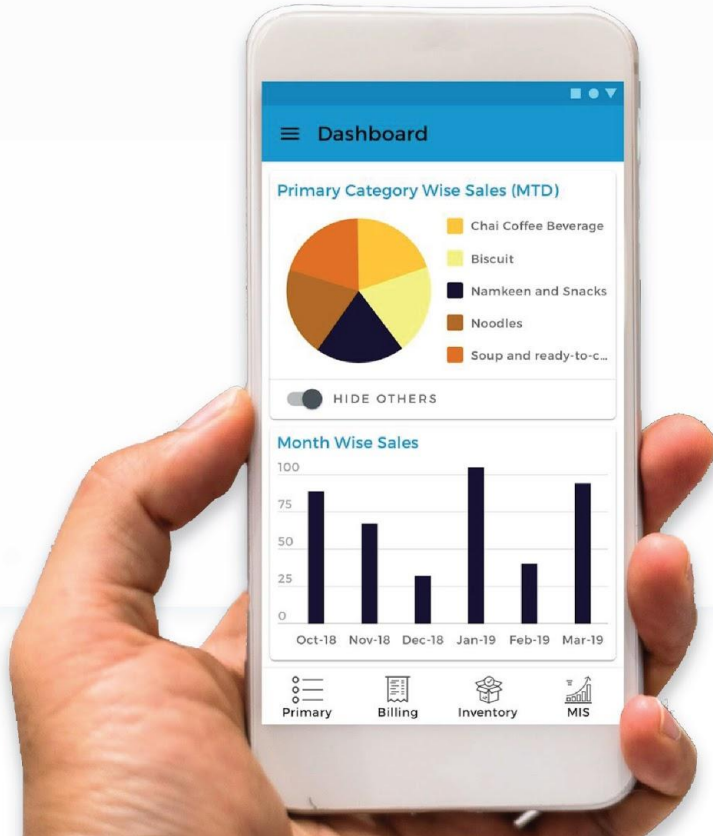 Dashboard
Primary Category Wise Sales (MTD)
Chai Coffee Beverage
Biscuit
Namkeen and Snacks
Noodles
Soup and ready-to-c...
HIDE OTHERS
Month Wise Sales
100
75
50
25
0
Oct-18 Nov-18 Dec-18 Jan-19 Feb-19 Mar-19
Primary Billing Inventory MIS